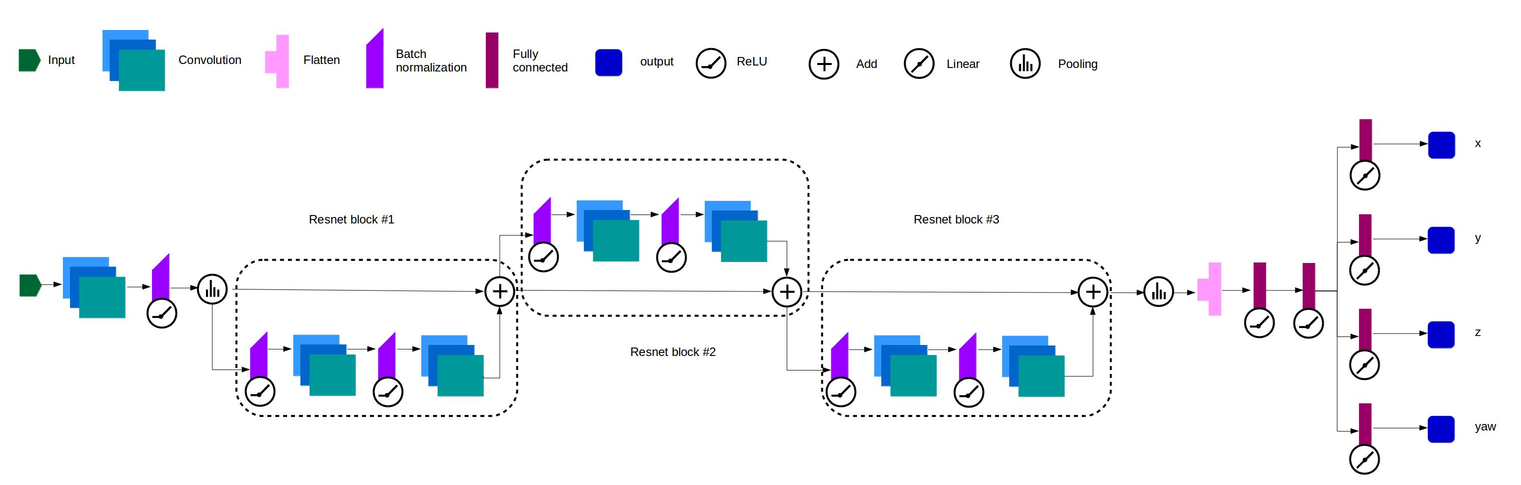 Input
Convolution
Flatten
Batch
normalization
Fully
connected
output
ReLU
Add
Linear
Pooling
x
Resnet block #1
Resnet block #3
y
Resnet block #2
z
yaw